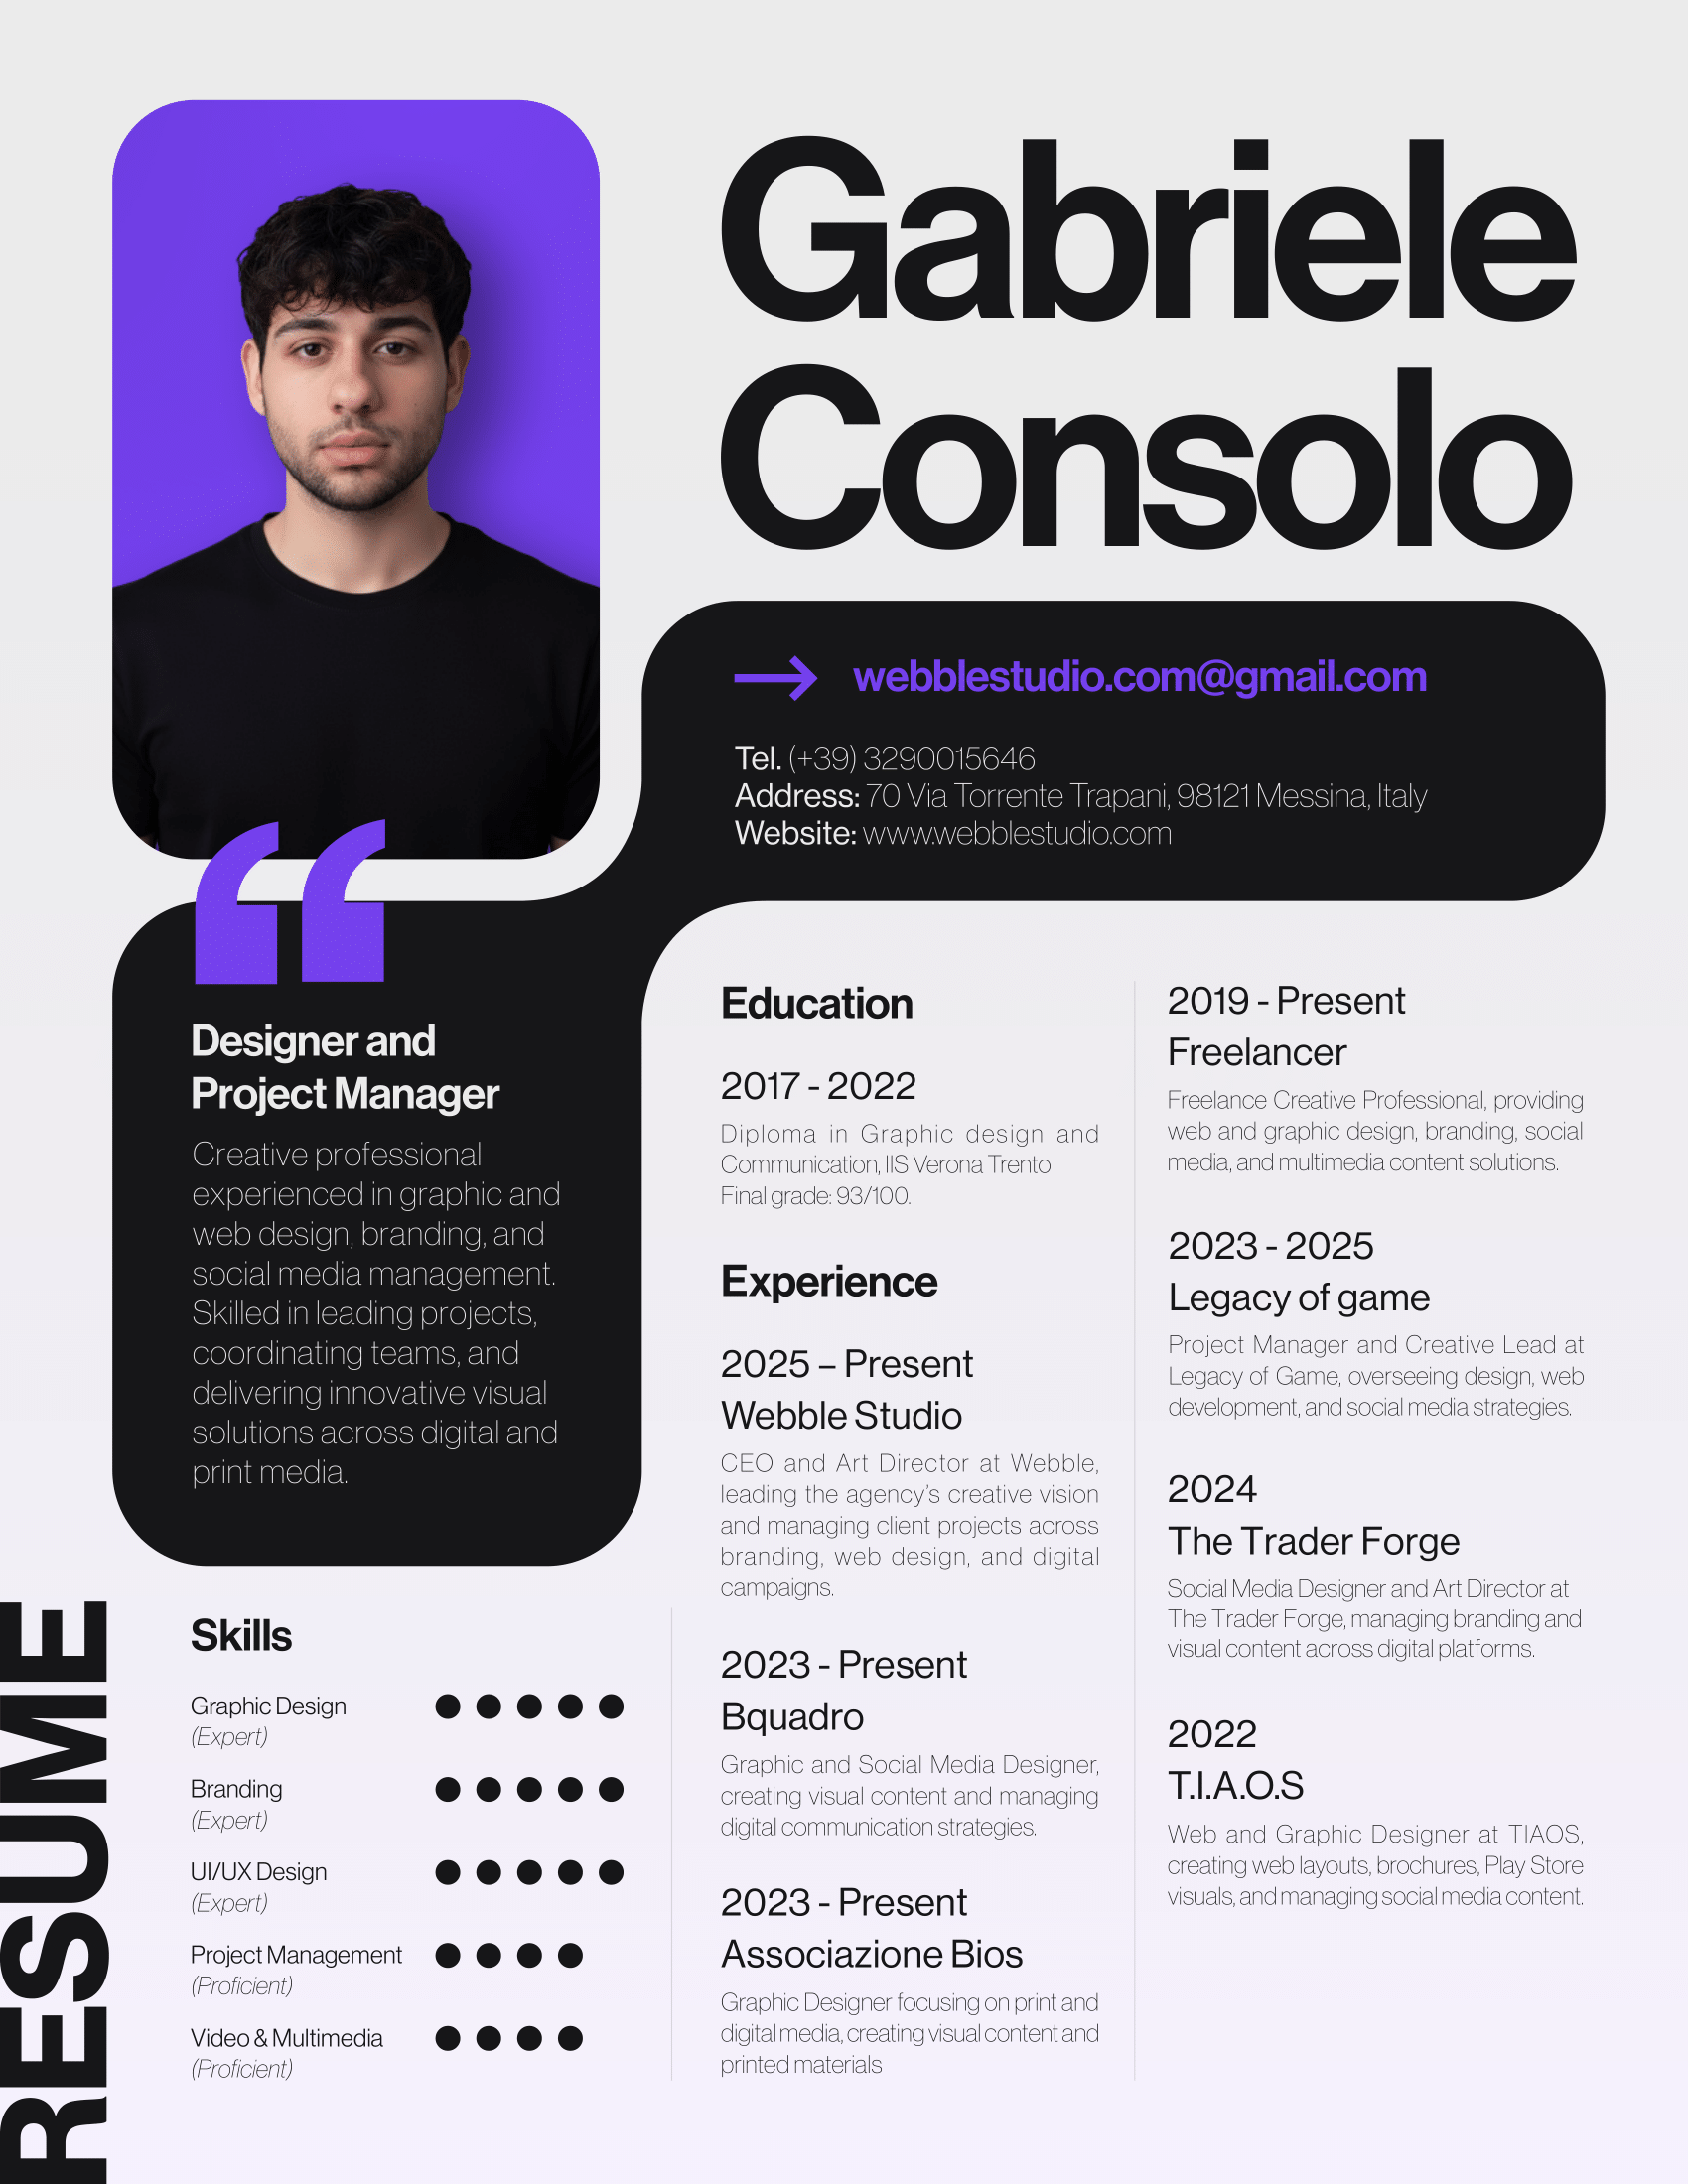 Gabriele
Consolo
webblestudio.com@gmail.com
Tel. (+39) 3290015646
Address: 70 Via Torrente Trapani, 98121 Messina, Italy
Website: www.webblestudio.com
Designer and
Project Manager
Creative professional
experienced in graphic and
web design, branding, and
social media management.
Skilled in leading projects,
coordinating teams, and
delivering innovative visual
solutions across digital and
print media.
RESUME
Skills
Graphic Design
(Expert)
Branding
(Expert)
UI/UX Design
(Expert)
Project Management
(Proficient)
Video & Multimedia
(Proficient)
Education
2017 - 2022
Diploma in Graphic design and
Communication, IIS Verona Trento
Final grade: 93/100.
Experience
2025 – Present
Webble Studio
CEO and Art Director at Webble,
leading the agency’s creative vision
and managing client projects across
branding, web design, and digital
campaigns.
2023 - Present
Bquadro
Graphic and Social Media Designer,
creating visual content and managing
digital communication strategies.
2023 - Present
Associazione Bios
Graphic Designer focusing on print and
digital media, creating visual content and
printed materials
2019 - Present
Freelancer
Freelance Creative Professional, providing
web and graphic design, branding, social
media, and multimedia content solutions.
2023 - 2025
Legacy of game
Project Manager and Creative Lead at
Legacy of Game, overseeing design, web
development, and social media strategies.
2024
The Trader Forge
Social Media Designer and Art Director at
The Trader Forge, managing branding and
visual content across digital platforms.
2022
T.I.A.O.S
Web and Graphic Designer at TIAOS,
creating web layouts, brochures, Play Store
visuals, and managing social media content.